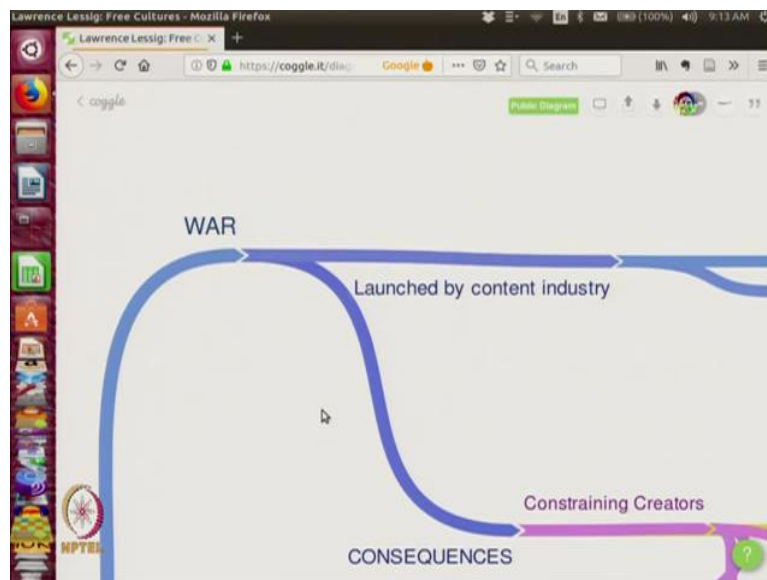 Lawrence Lessig: Free Cultures - Mozilla Firefox
En
(100%)
9:13 AM
Lawrence Lessig: Free C
https://coggle.it/diag
Google
Search
coggle
Public Diagram
WAR
Launched by content industry
Constraining Creators
CONSEQUENCES
NPTEL
?